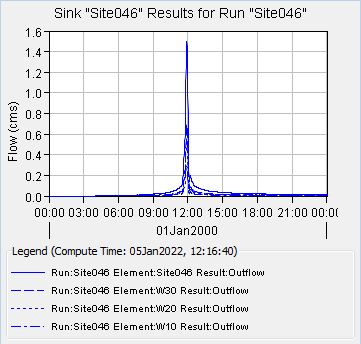 Sink "Site046" Results for Run "Site046"
1.6
1.4
1.2
1.0
0.8
0.6
0.4
0.2
0.0
Flow (cms)
00:00 03:00 06:00 09:00 12:00 15:00 18:00 21:00 00:0
01Jan2000
Legend (Compute Time: 05Jan2022, 12:16:40)
Run:Site046 Element:Site046 Result:Outflow
Run:Site046 Element:W30 Result:Outflow
Run:Site046 Element:W20 Result:Outflow
Run:Site046 Element:W10 Result:Outflow